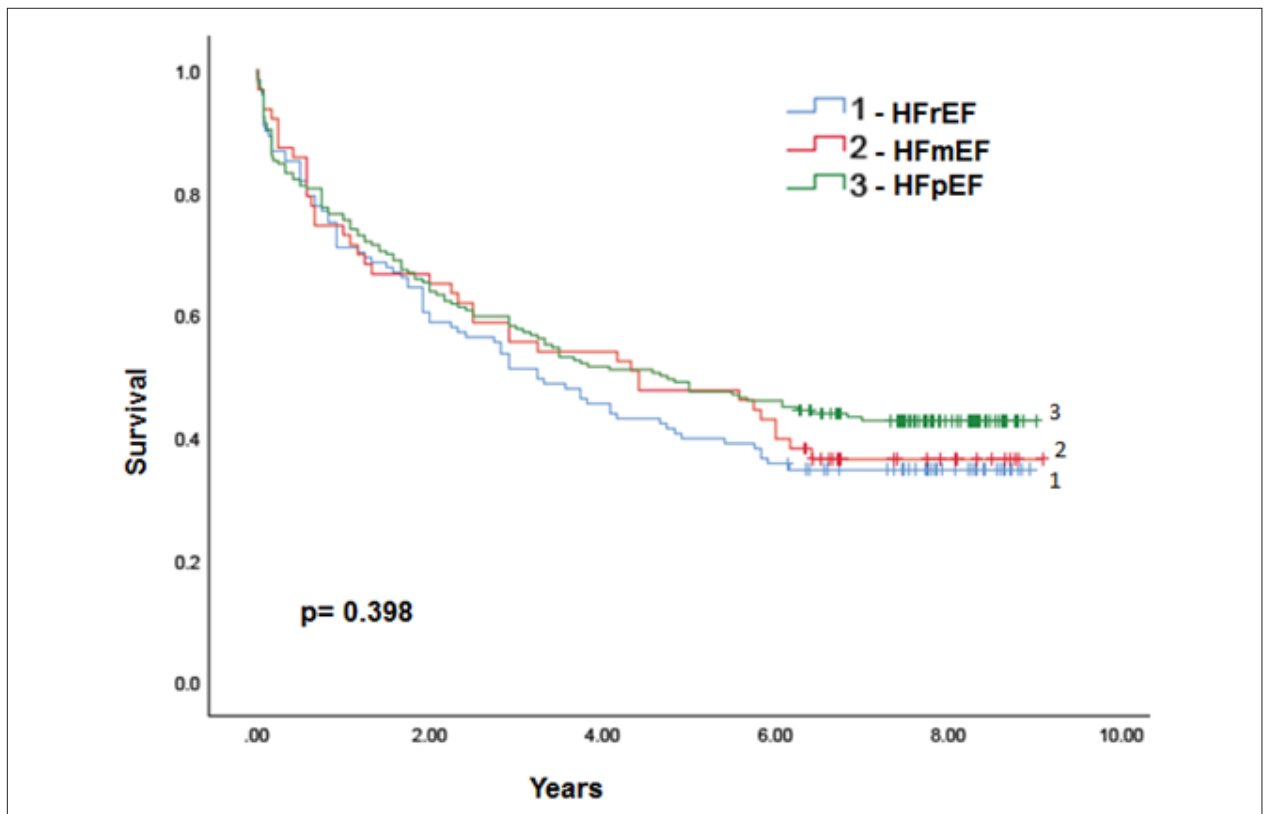 1.0
0.8
0.6
0.4
0.2
0.0
Survival
1 - HFrEF
2 - HFmEF
3 - HFpEF
3
2
1
p= 0.398
.00 2.00 4.00 6.00 8.00 10.00
Years